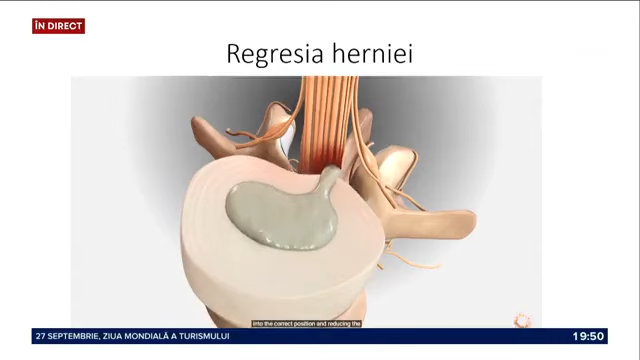 ÎN DIRECT
Regresia herniei
into the correct position and reducing the
27 SEPTEMBRIE, ZIUA MONDIALĂ A TURISMULUI
19:50